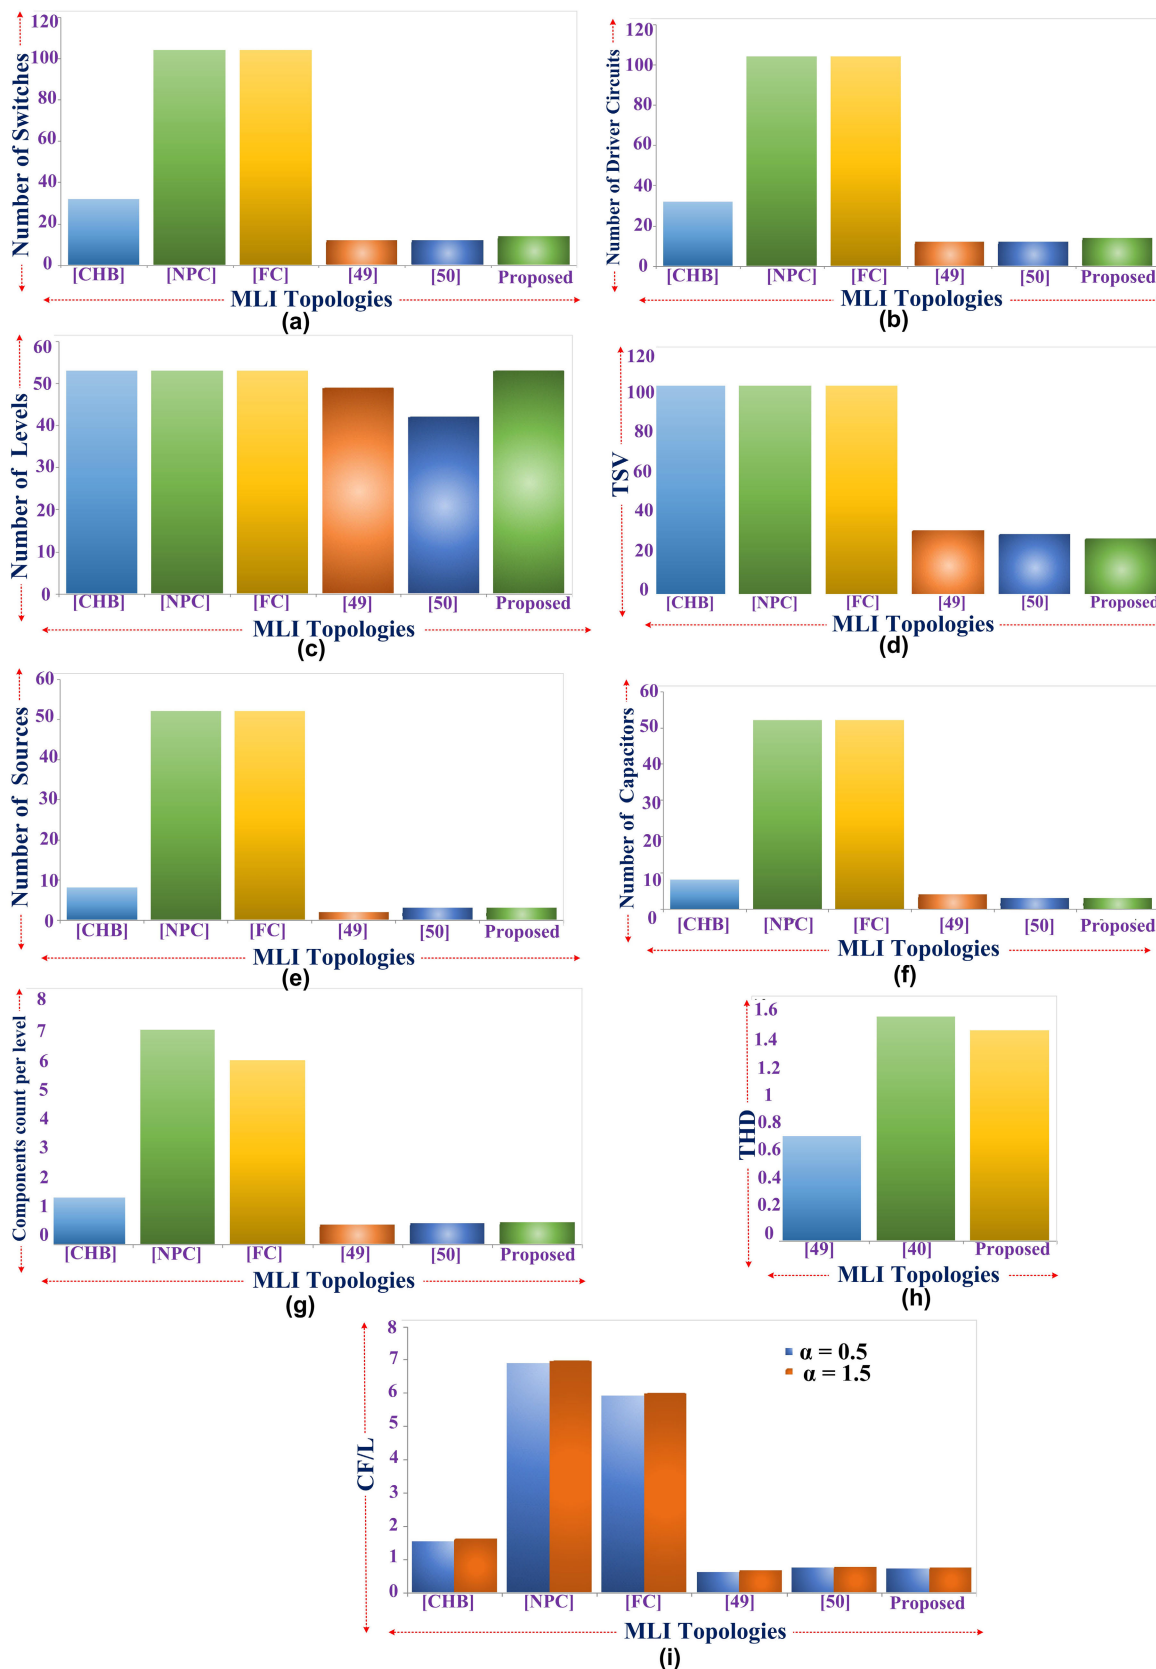 Number of Switches
120
100
80
60
40
20
0
[CHB] [NPC] [FC] [49] [50] Proposed
MLI Topologies
(a)
Number of Driver Circuits
120
100
80
60
40
20
0
[CHB] [NPC] [FC] [49] [50] Proposed
MLI Topologies
(b)
Number of Levels
60
50
40
30
20
10
0
[CHB] [NPC] [FC] [49] [50] Proposed
MLI Topologies
(c)
TSV
120
100
80
60
40
20
0
[CHB] [NPC] [FC] [49] [50] Proposed
MLI Topologies
(d)
Number of Sources
60
50
40
30
20
10
0
[CHB] [NPC] [FC] [49] [50] Proposed
MLI Topologies
(e)
Number of Capacitors
60
50
40
30
20
10
0
[CHB] [NPC] [FC] [49] [50] Proposed
MLI Topologies
(f)
Components count per level
8
7
6
5
4
3
2
1
0
[CHB] [NPC] [FC] [49] [50] Proposed
MLI Topologies
(g)
THD
1.6
1.4
1.2
1
0.8
0.6
0.4
0.2
0
[49] [40] Proposed
MLI Topologies
(h)
CF/L
8
7
6
5
4
3
2
1
0
α = 0.5
α = 1.5
[CHB] [NPC] [FC] [49] [50] Proposed
MLI Topologies
(i)